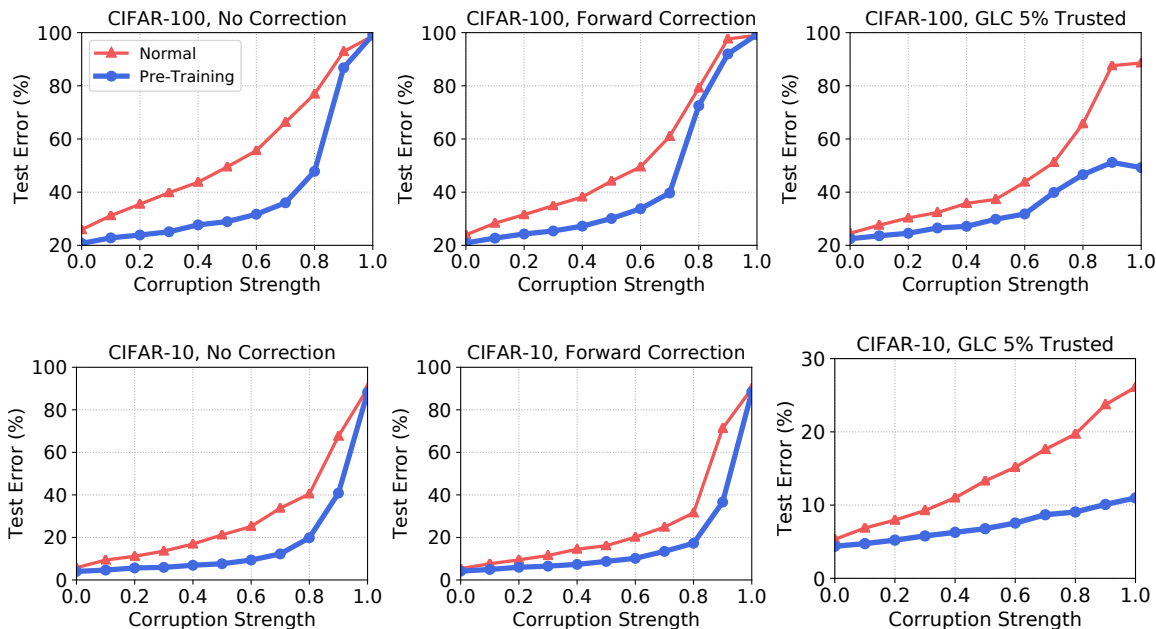 CIFAR-100, No Correction
100
80
60
40
20
Test Error (%)
Normal
Pre-Training
0.0 0.2 0.4 0.6 0.8 1.0
Corruption Strength
CIFAR-100, Forward Correction
100
80
60
40
20
Test Error (%)
0.0 0.2 0.4 0.6 0.8 1.0
Corruption Strength
CIFAR-100, GLC 5% Trusted
100
80
60
40
20
Test Error (%)
0.0 0.2 0.4 0.6 0.8 1.0
Corruption Strength
CIFAR-10, No Correction
100
80
60
40
20
0
Test Error (%)
0.0 0.2 0.4 0.6 0.8 1.0
Corruption Strength
CIFAR-10, Forward Correction
100
80
60
40
20
0
Test Error (%)
0.0 0.2 0.4 0.6 0.8 1.0
Corruption Strength
CIFAR-10, GLC 5% Trusted
30
20
10
0
Test Error (%)
0.0 0.2 0.4 0.6 0.8 1.0
Corruption Strength